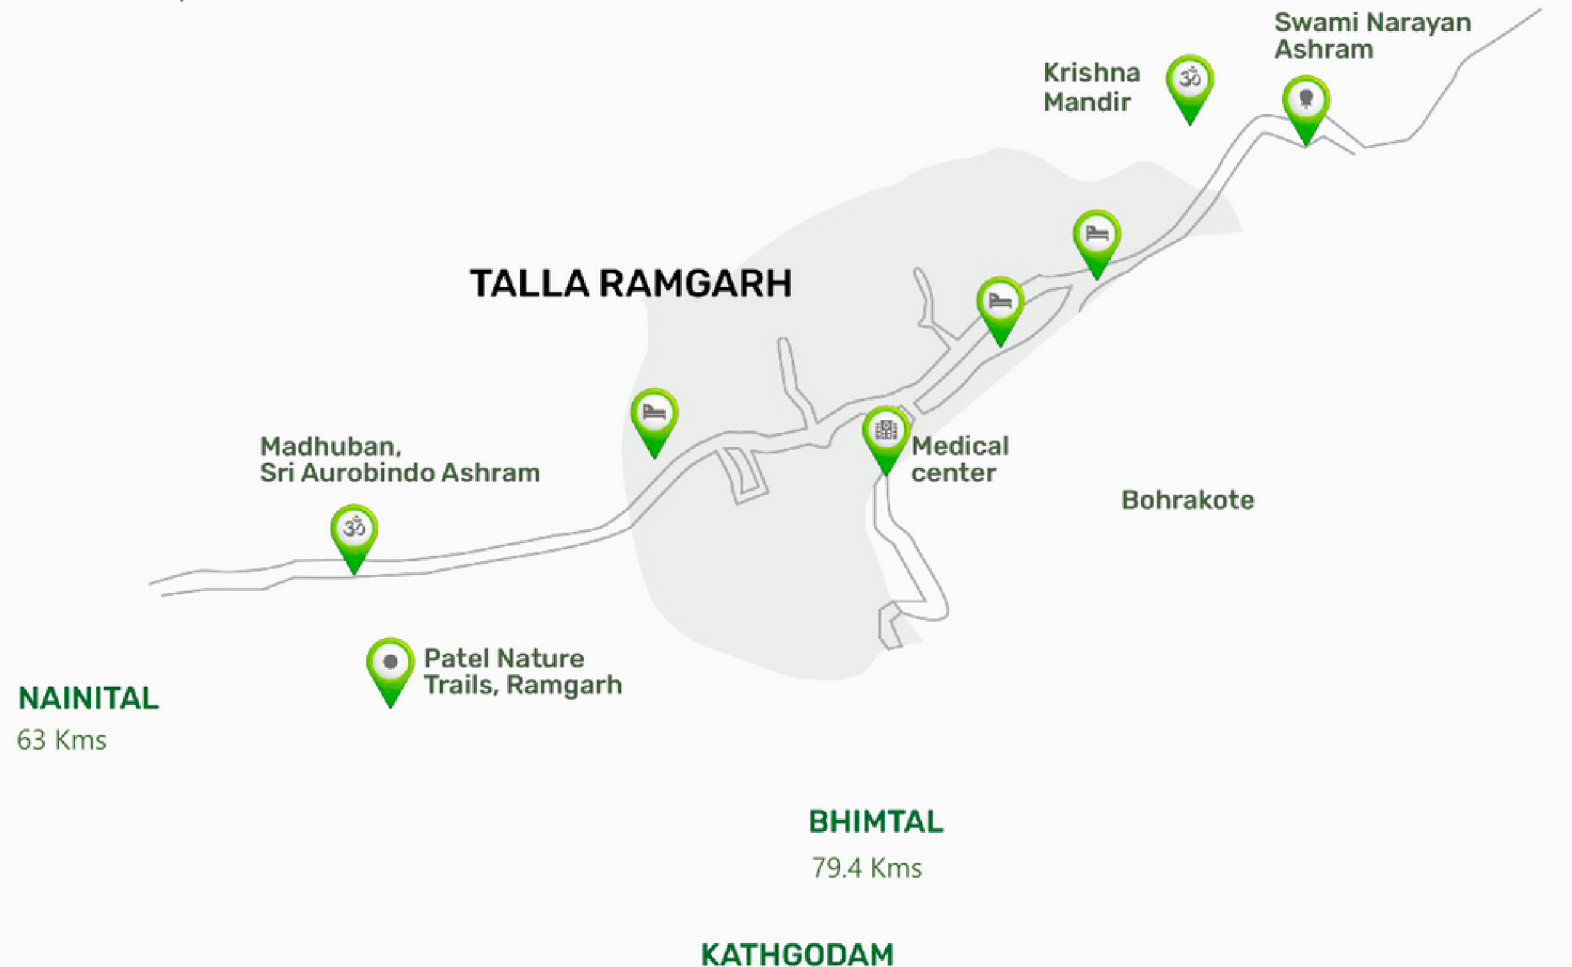 Swami Narayan
Ashram
Krishna
Mandir
ॐ
TALLA RAMGARH
Madhuban,
Sri Aurobindo Ashram
ॐ
Medical
center
Bohrakote
Patel Nature
Trails, Ramgarh
NAINITAL
63 Kms
BHIMTAL
79.4 Kms
KATHGODAM